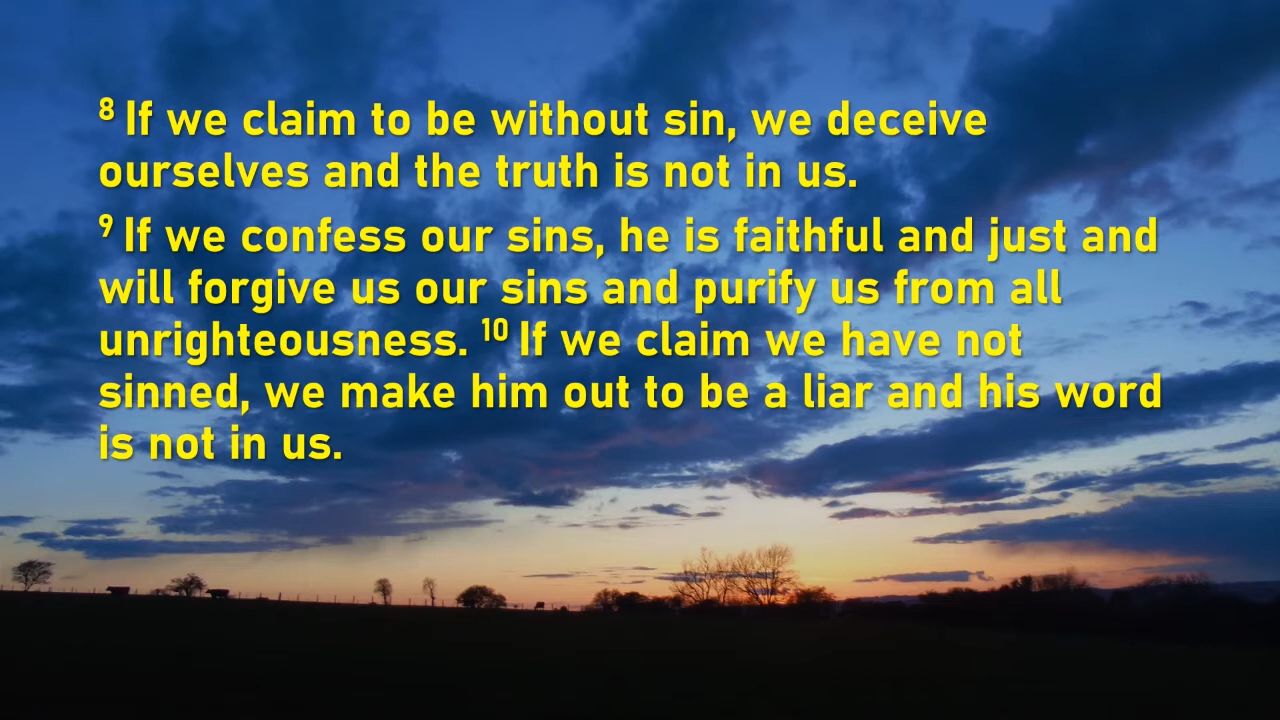 ⁸ If we claim to be without sin, we deceive
ourselves and the truth is not in us.
⁹ If we confess our sins, he is faithful and just and
will forgive us our sins and purify us from all
unrighteousness. ¹⁰ If we claim we have not
sinned, we make him out to be a liar and his word
is not in us.